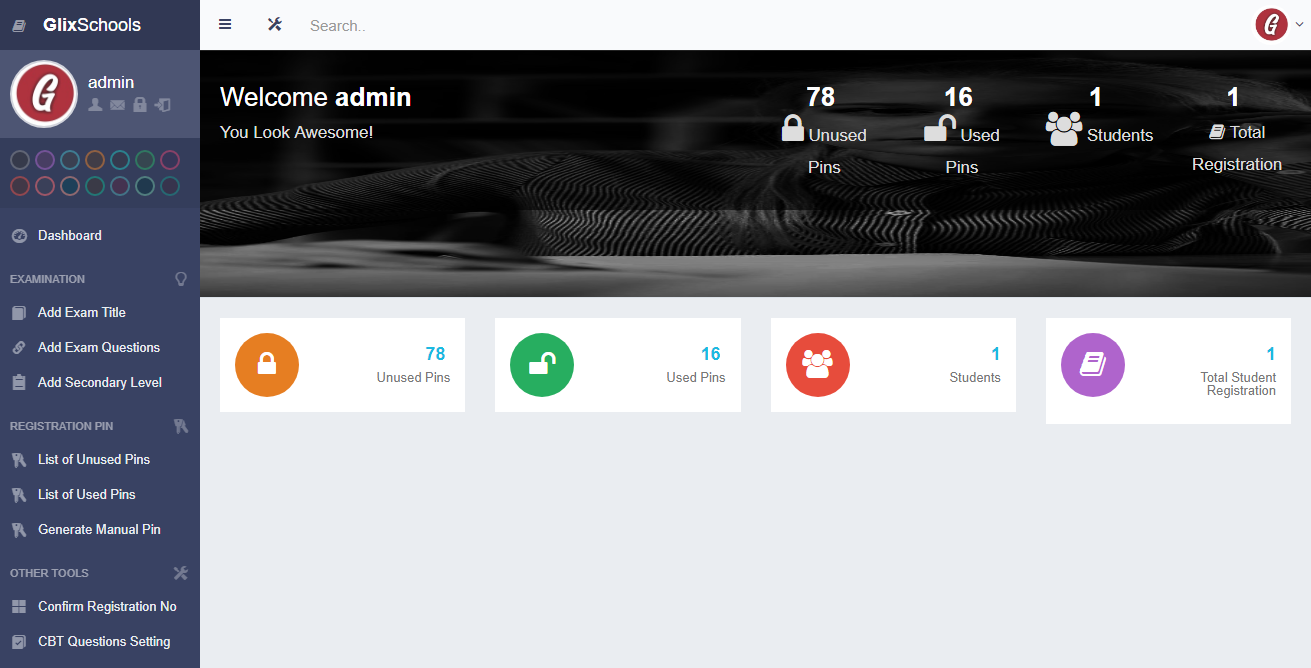 GlixSchools
Search..
G
G
admin
Welcome admin
You Look Awesome!
78
Unused
Pins
16
Used
Pins
1
Students
1
Total
Registration
Dashboard
EXAMINATION
Add Exam Title
Add Exam Questions
Add Secondary Level
REGISTRATION PIN
List of Unused Pins
List of Used Pins
Generate Manual Pin
OTHER TOOLS
Confirm Registration No
CBT Questions Setting
78
Unused Pins
16
Used Pins
1
Students
1
Total Student
Registration